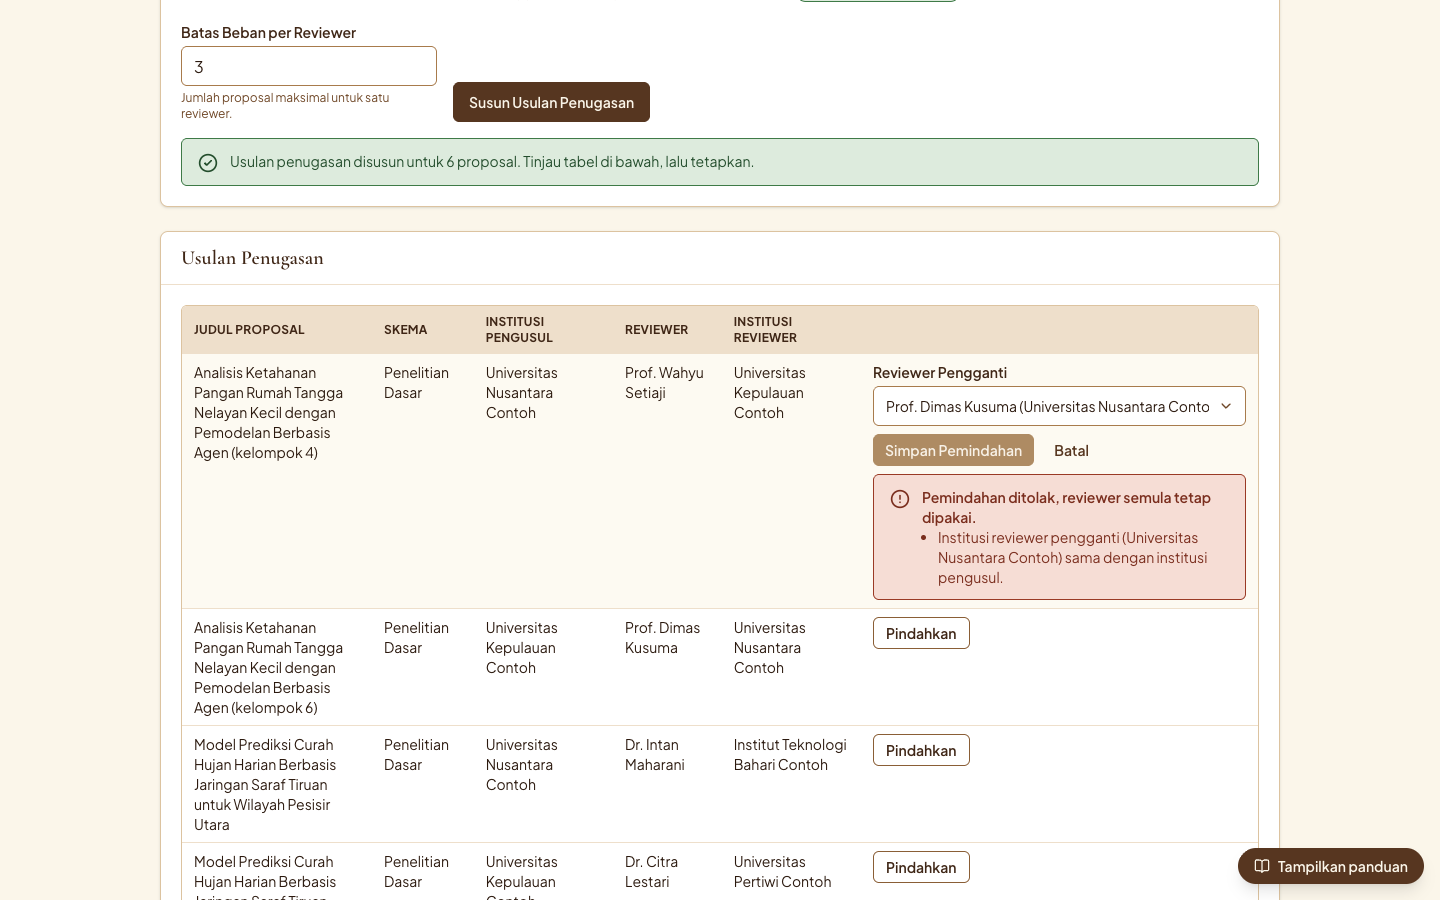 Batas Beban per Reviewer
3
Jumlah proposal maksimal untuk satu
reviewer.
Susun Usulan Penugasan
Usulan penugasan disusun untuk 6 proposal. Tinjau tabel di bawah, lalu tetapkan.
Usulan Penugasan
JUDUL PROPOSAL
SKEMA
INSTITUSI
PENGUSUL
REVIEWER
INSTITUSI
REVIEWER
Analisis Ketahanan
Pangan Rumah Tangga
Nelayan Kecil dengan
Pemodelan Berbasis
Agen (kelompok 4)
Penelitian
Dasar
Universitas
Nusantara
Contoh
Prof. Wahyu
Setiaji
Universitas
Kepulauan
Contoh
Reviewer Pengganti
Prof. Dimas Kusuma (Universitas Nusantara Conto
Simpan Pemindahan
Batal
Pemindahan ditolak, reviewer semula tetap
dipakai.
• Institusi reviewer pengganti (Universitas
Nusantara Contoh) sama dengan institusi
pengusul.
Analisis Ketahanan
Pangan Rumah Tangga
Nelayan Kecil dengan
Pemodelan Berbasis
Agen (kelompok 6)
Penelitian
Dasar
Universitas
Kepulauan
Contoh
Prof. Dimas
Kusuma
Universitas
Nusantara
Contoh
Pindahkan
Model Prediksi Curah
Hujan Harian Berbasis
Jaringan Saraf Tiruan
untuk Wilayah Pesisir
Utara
Penelitian
Dasar
Universitas
Nusantara
Contoh
Dr. Intan
Maharani
Institut Teknologi
Bahari Contoh
Pindahkan
Model Prediksi Curah
Hujan Harian Berbasis
Jaringan Saraf Tiruan
Penelitian
Dasar
Universitas
Kepulauan
Contoh
Dr. Citra
Lestari
Universitas
Pertiwi Contoh
Pindahkan
Tampilkan panduan